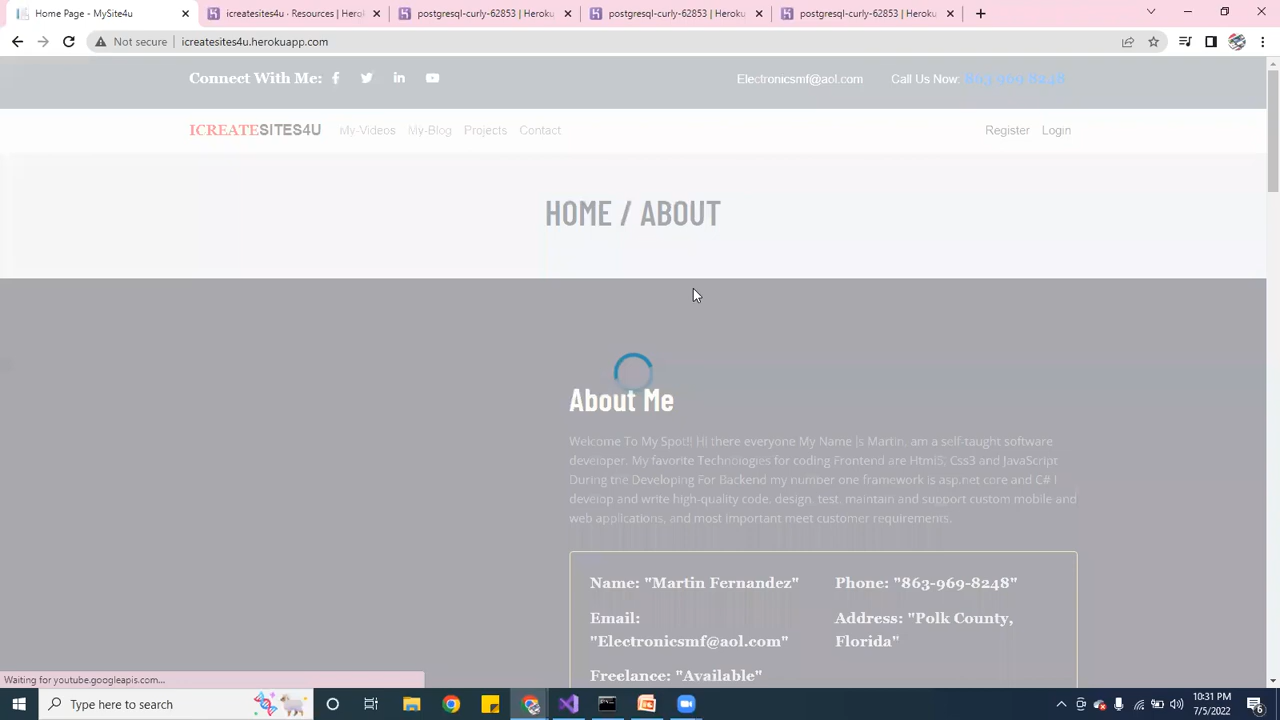 Home Page - MySite4u
icreatesites4u - Resources | Hero
postgresql-curly-62853 | Heroku
postgresql-curly-62853 | Heroku
postgresql-curly-62853 | Heroku
Not secure
icreatesites4u.herokuapp.com
Connect With Me:
Electronicsmf@aol.com
Call Us Now: 863 969 8248
ICREATESITES4U
My-Videos
My-Blog
Projects
Contact
Register
Login
HOME / ABOUT
About Me
Welcome To My Spot!! Hi there everyone My Name Is Martin, am a self-taught software
developer. My favorite Technologies for coding Frontend are Html5, Css3 and JavaScript
During the Developing For Backend my number one framework is asp.net core and C# I
develop and write high-quality code, design, test, maintain and support custom mobile and
web applications, and most important meet customer requirements.
Name: "Martin Fernandez"
Phone: "863-969-8248"
Email:
"Electronicsmf@aol.com"
Address: "Polk County,
Florida"
Freelance: "Available"
Waiting for youtube.googleapis.com...
Type here to search
10:31 PM
7/5/2022
6